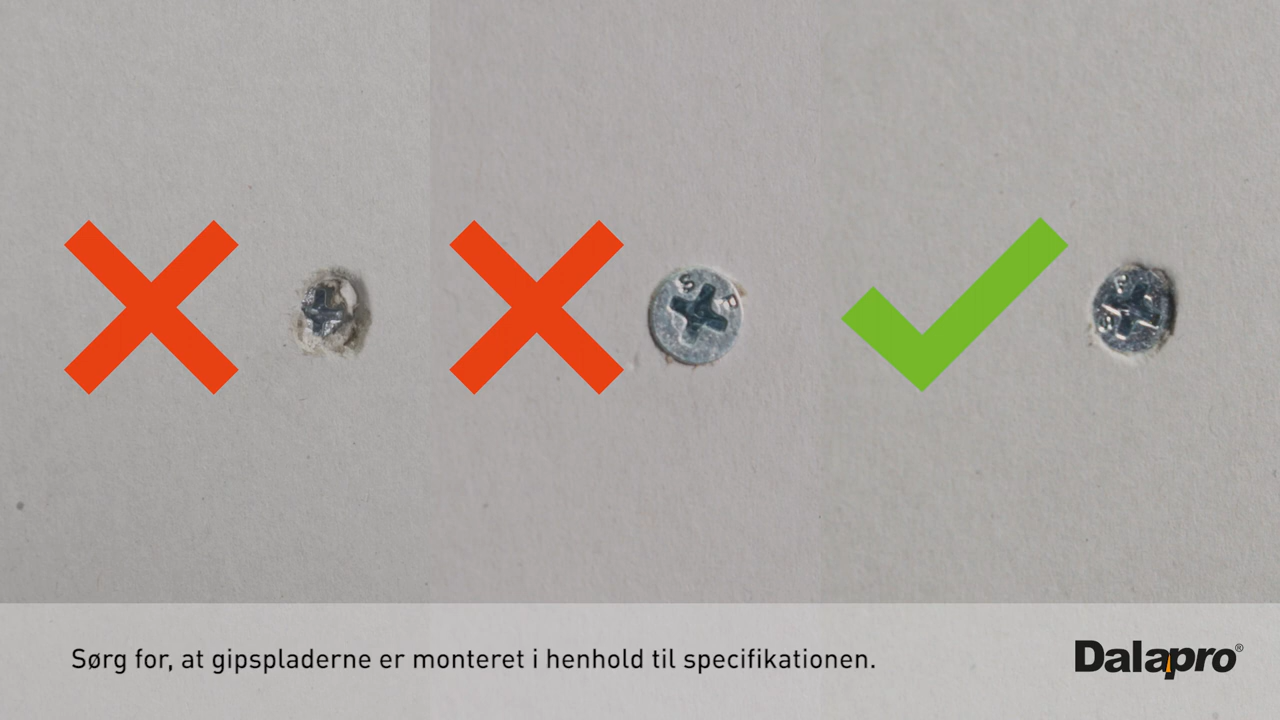 Sørg for, at gipspladerne er monteret i henhold til specifikationen.
Dalapro®